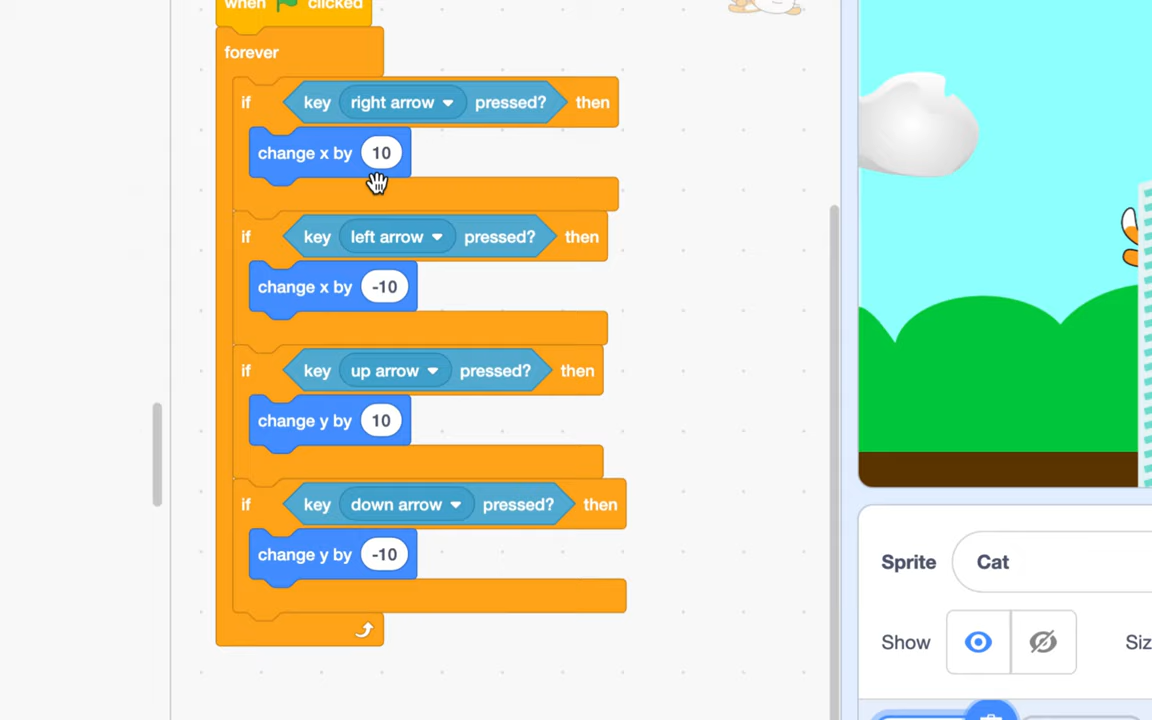 when clicked
forever
if key right arrow pressed? then
change x by 10
if key left arrow pressed? then
change x by -10
if key up arrow pressed? then
change y by 10
if key down arrow pressed? then
change y by -10
Sprite Cat
Show